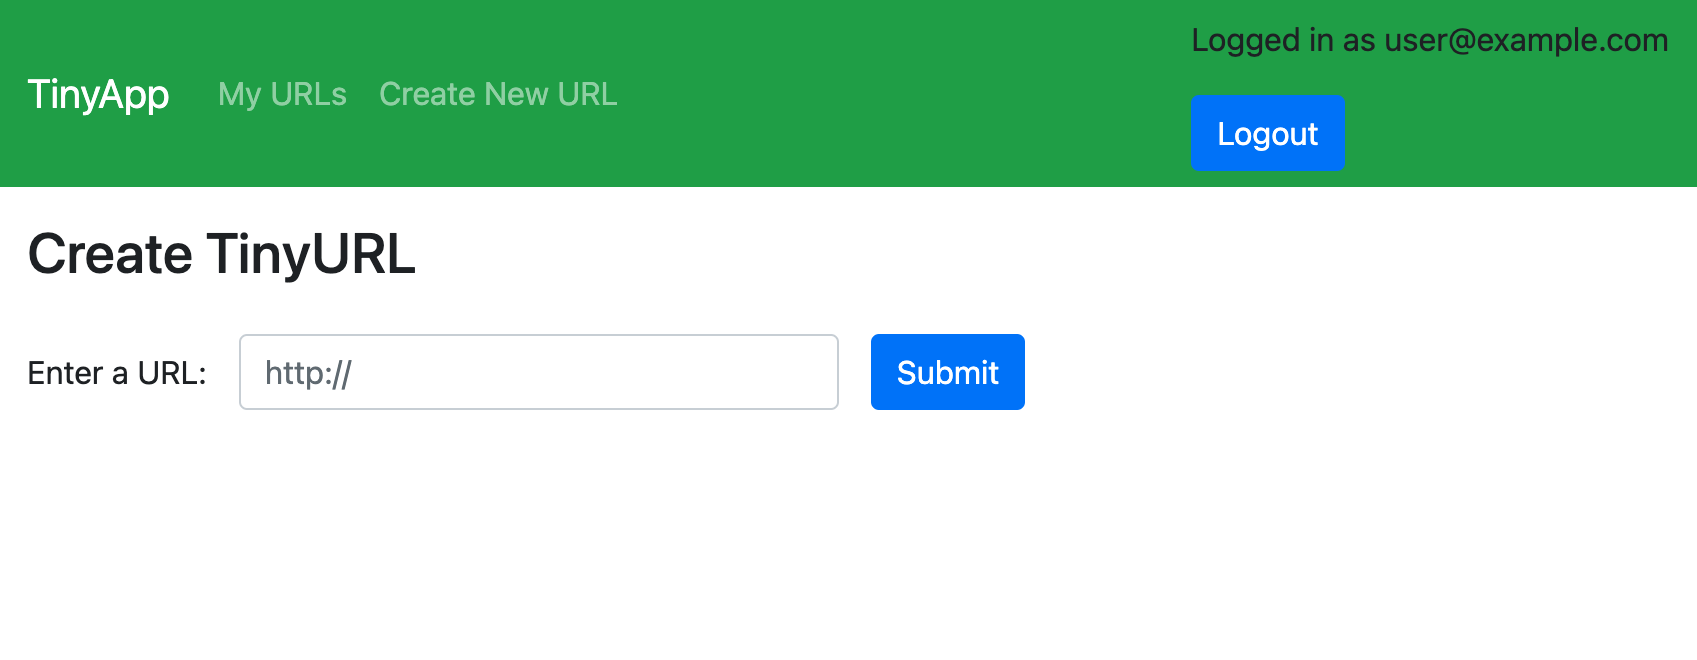 TinyApp My URLs Create New URL
Logged in as user@example.com
Logout
Create TinyURL
Enter a URL: http:// Submit